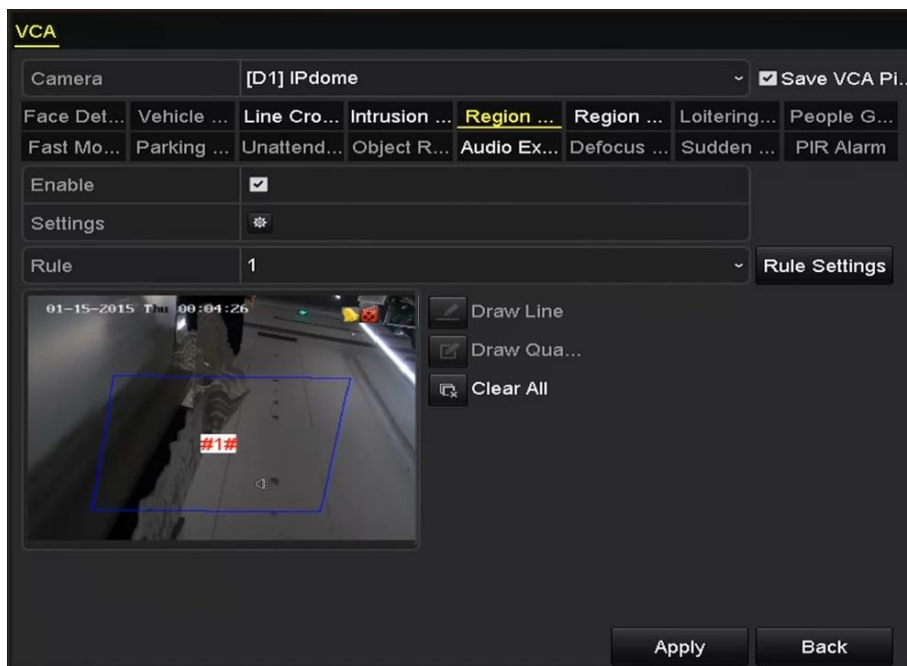 VCA
Camera [D1] IPdome Save VCA Pi..
Face Det... Vehicle ... Line Cro... Intrusion ... Region ... Region ... Loitering... People G...
Fast Mo... Parking ... Unattend... Object R... Audio Ex... Defocus ... Sudden ... PIR Alarm
Enable
Settings
Rule 1 Rule Settings
01-15-2015 Thu 00:04:26
Draw Line
Draw Qua...
Clear All
#1#
Apply Back